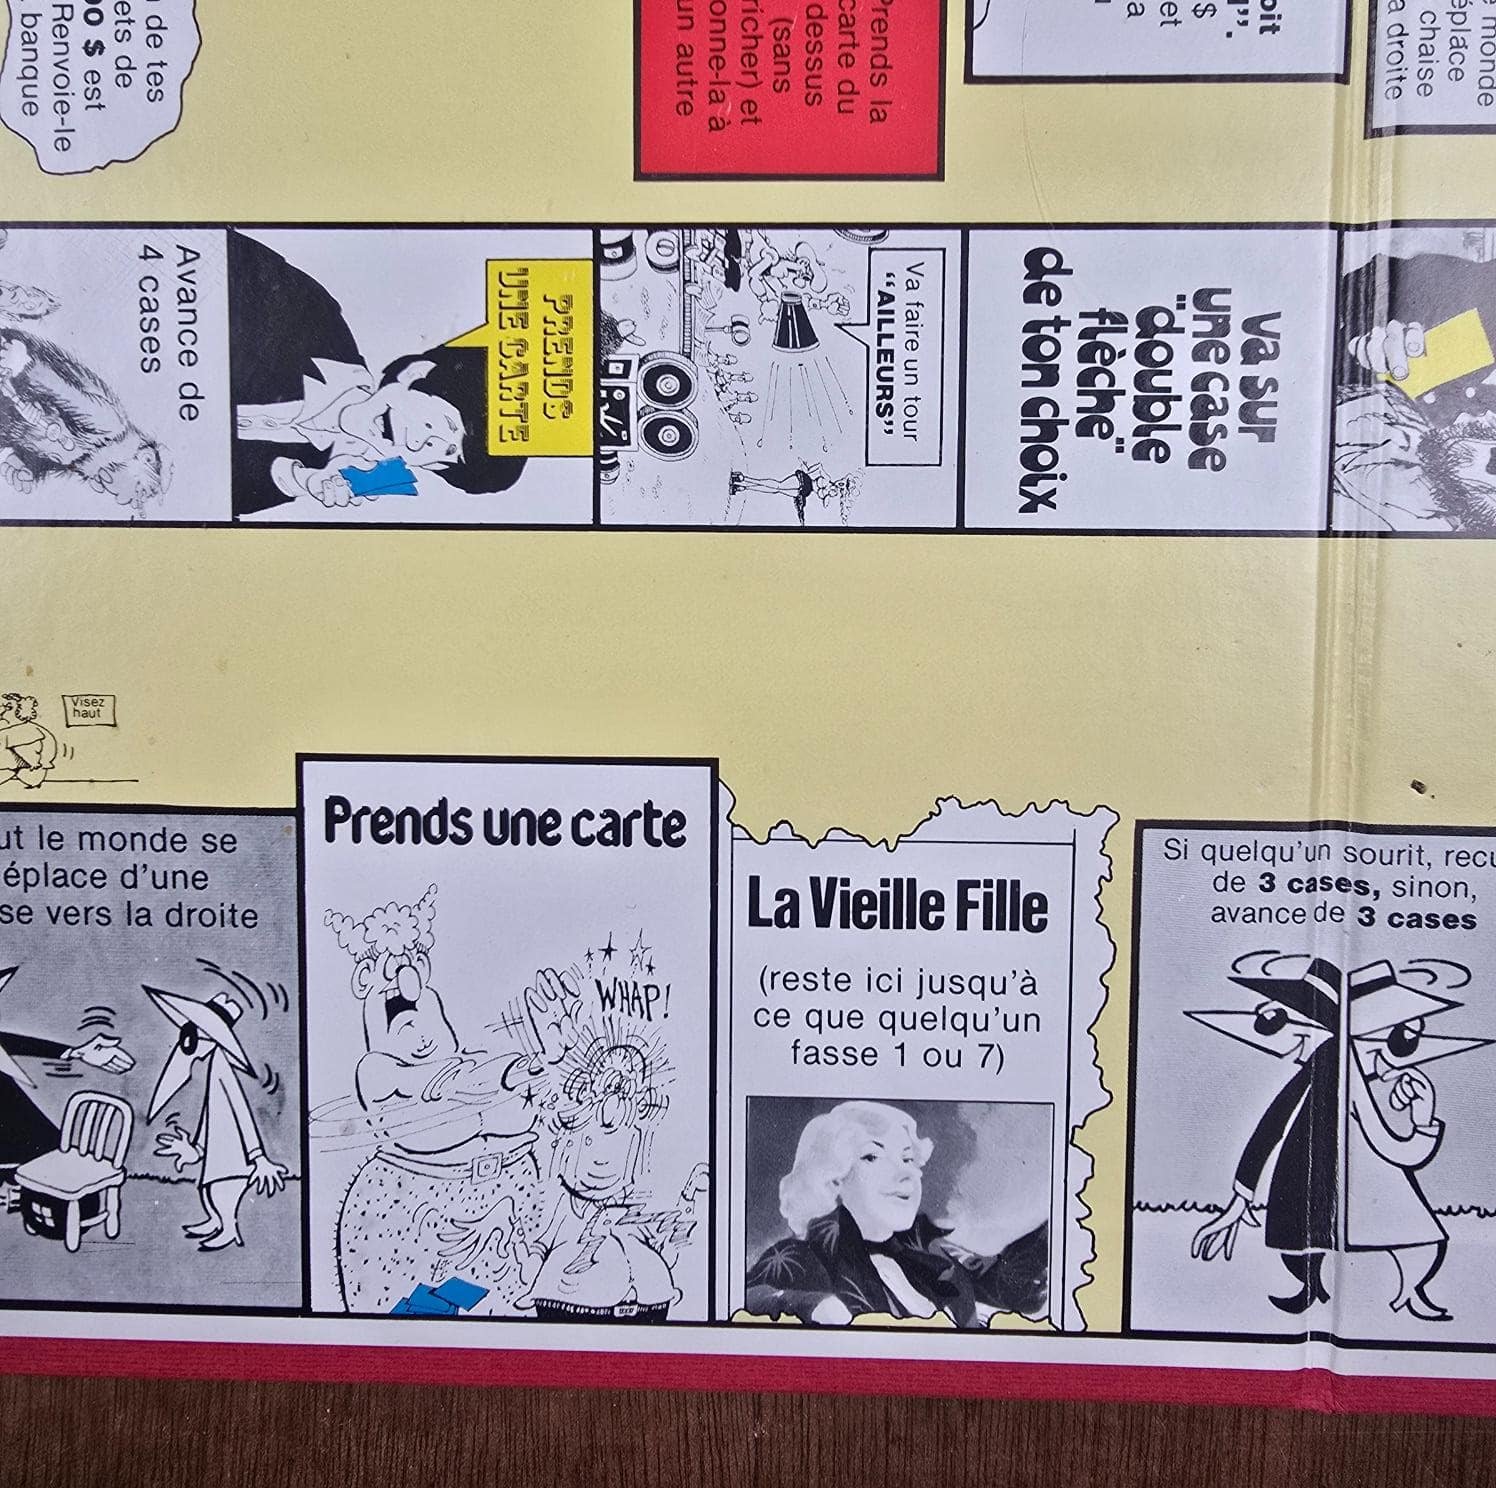 de tes
ets de
00 $ est
Renvoie-le
banque
Prends la
carte du
dessus
(sans
richer) et
onne-la à
un autre
oit
".
$
et
a
monde
éplace
chaise
a droite
Avance de
4 cases
PRENDS
UNE CARTE
Va faire un tour
"AILLEURS"
va sur
une case
"double
flèche"
de ton choix
Visez
haut
ut le monde se
éplace d'une
se vers la droite
Prends une carte
WHAP!
La Vieille Fille
(reste ici jusqu'à
ce que quelqu'un
fasse 1 ou 7)
Si quelqu'un sourit, recu
de 3 cases, sinon,
avance de 3 cases